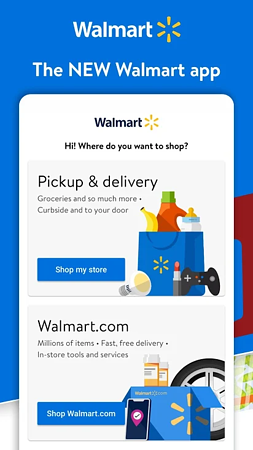 Walmart
The NEW Walmart app
Walmart
Hi! Where do you want to shop?
Pickup & delivery
Groceries and so much more •
Curbside and to your door
Shop my store
Walmart.com
Millions of items • Fast, free delivery •
In-store tools and services
Walmart.com
Shop Walmart.com